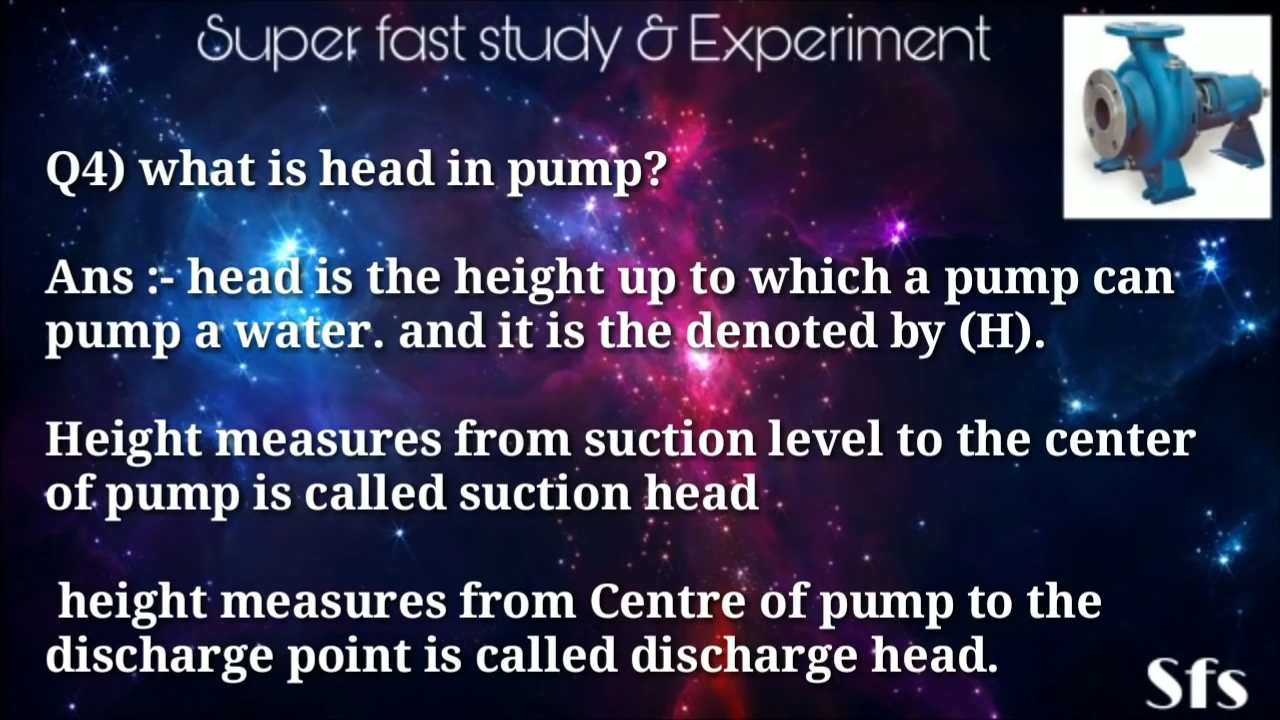 Super fast study & Experiment
Q4) what is head in pump?
Ans :- head is the height up to which a pump can
pump a water. and it is the denoted by (H).
Height measures from suction level to the center
of pump is called suction head
height measures from Centre of pump to the
discharge point is called discharge head.
Sfs